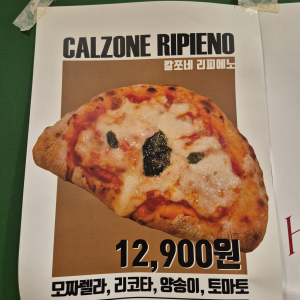 CALZONE RIPIENO
칼쪼네 리피에노
12,900원
모짜렐라, 리코타, 양송이, 토마토